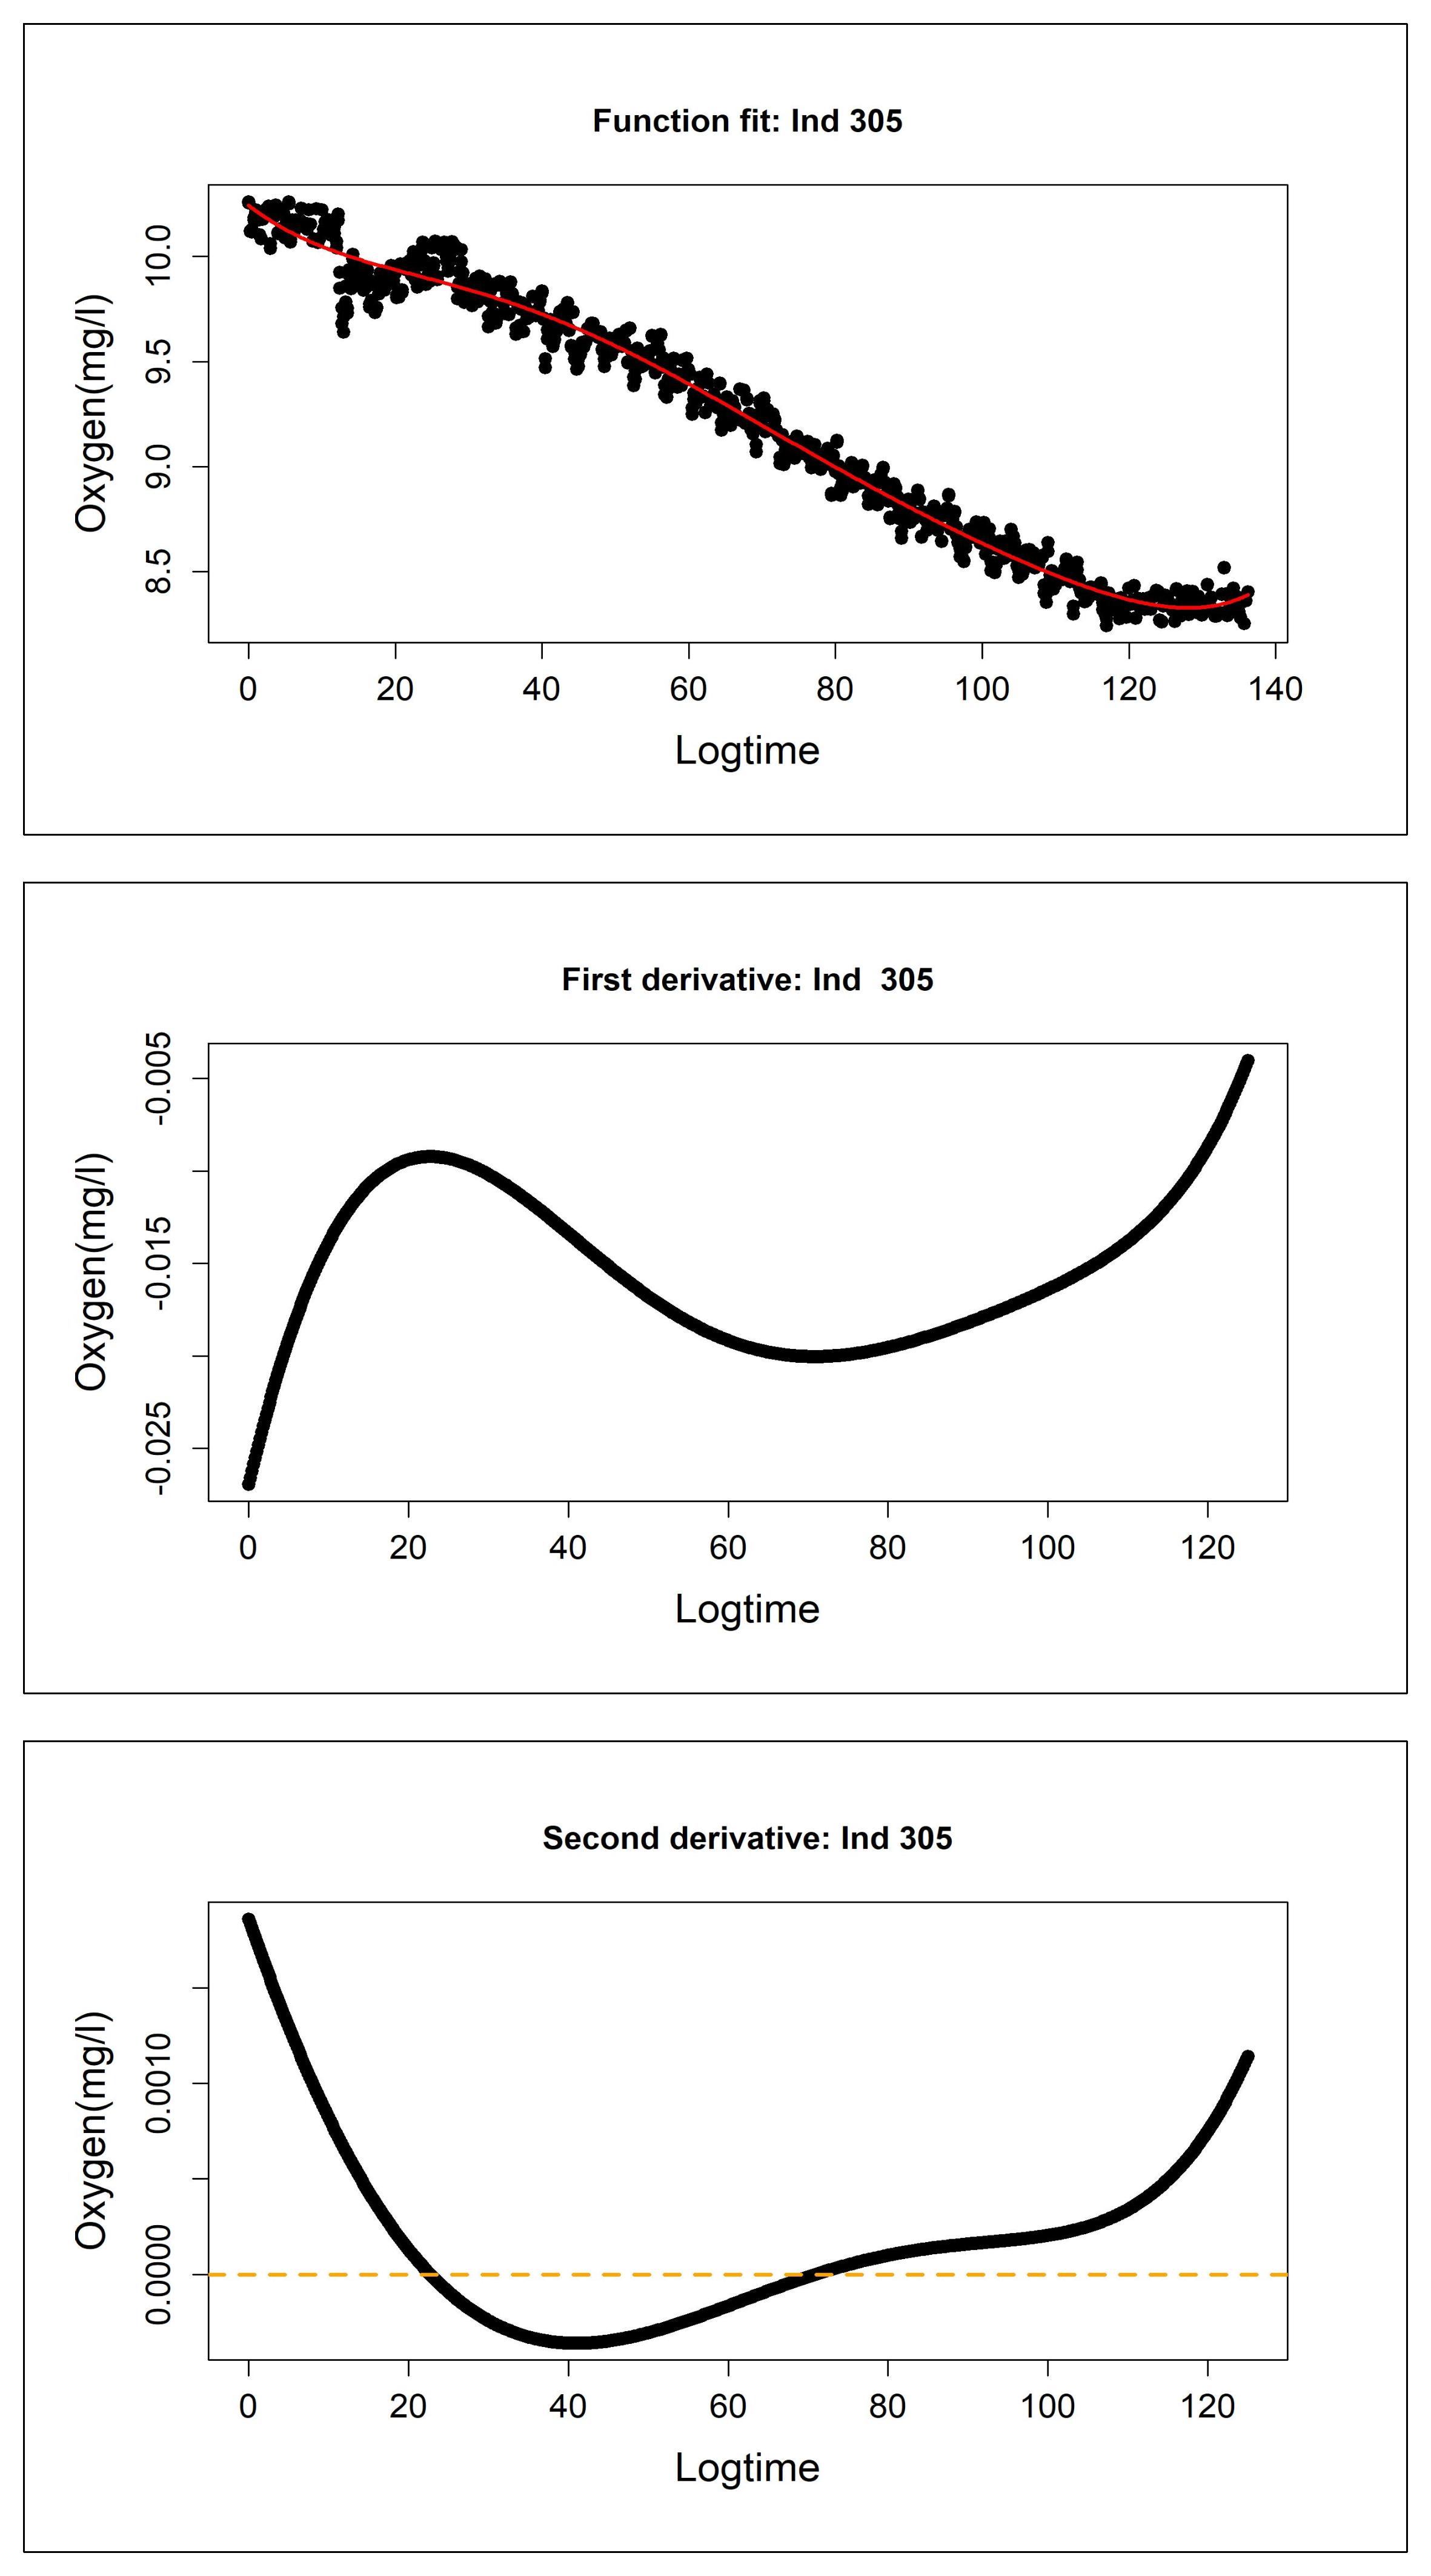 Function fit: Ind 305
Oxygen(mg/l)
10.0
9.5
9.0
8.5
0 20 40 60 80 100 120 140
Logtime
First derivative: Ind  305
Oxygen(mg/l)
-0.005
-0.015
-0.025
0 20 40 60 80 100 120
Logtime
Second derivative: Ind 305
Oxygen(mg/l)
0.0010
0.0000
0 20 40 60 80 100 120
Logtime